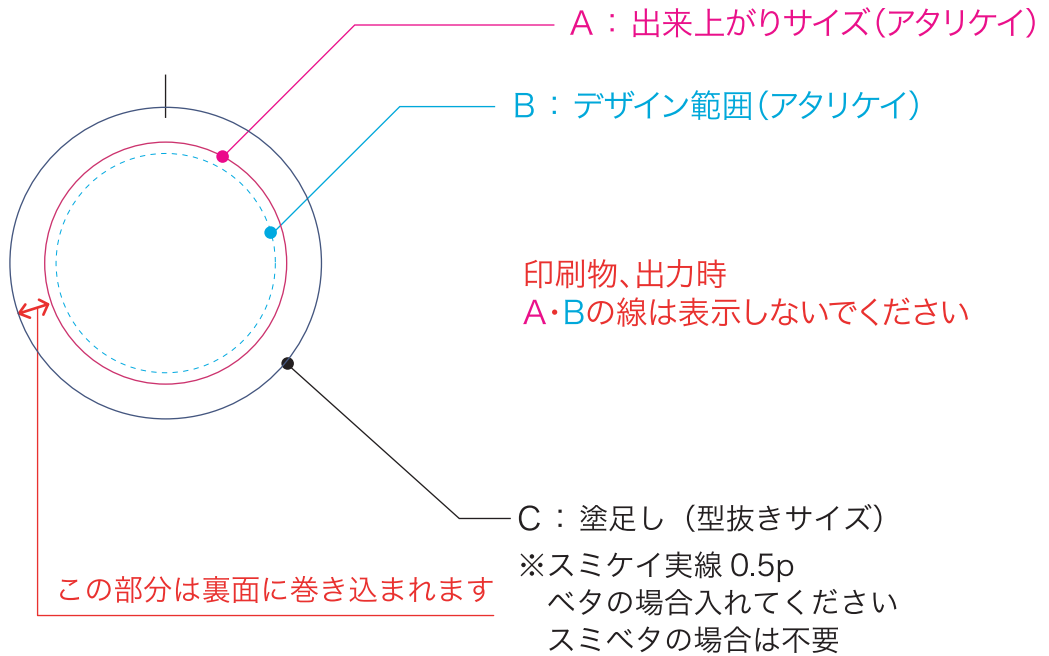 A：出来上がりサイズ（アタリケイ）
B：デザイン範囲（アタリケイ）
印刷物、出力時
A・Bの線は表示しないでください
C：塗足し（型抜きサイズ）
※スミケイ実線 0.5p
ベタの場合入れてください
スミベタの場合は不要
この部分は裏面に巻き込まれます